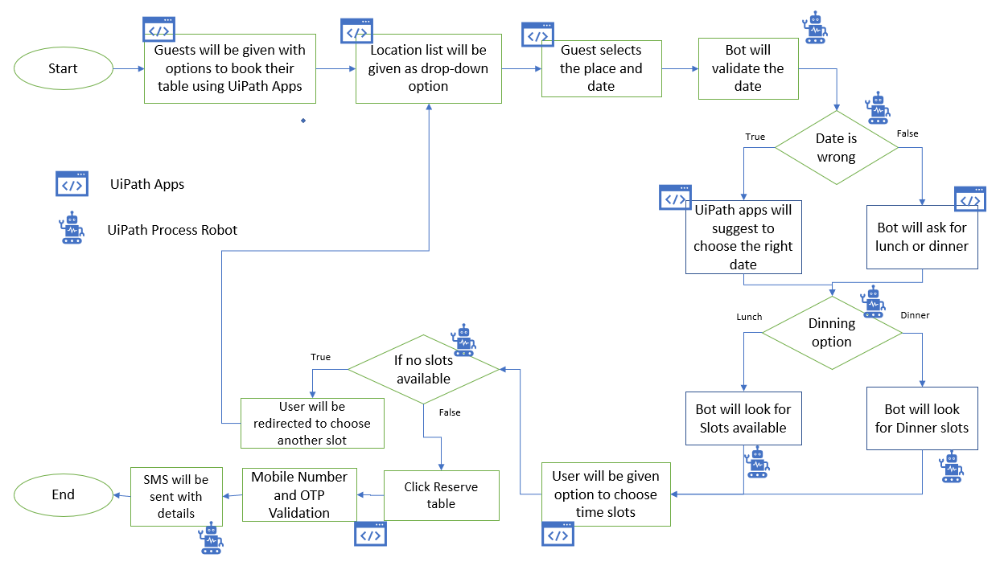 Start
Guests will be given with
options to book their
table using UiPath Apps
Location list will be
given as drop-down
option
Guest selects
the place and
date
Bot will
validate the
date
Date is
wrong
True
False
UiPath Apps
UiPath Process Robot
UiPath apps will
suggest to
choose the right
date
Bot will ask for
lunch or dinner
Dinning
option
Lunch
Dinner
Bot will look for
Slots available
Bot will look
for Dinner slots
User will be given
option to choose
time slots
If no slots
available
True
False
User will be
redirected to choose
another slot
Click Reserve
table
Mobile Number
and OTP
Validation
SMS will be
sent with
details
End